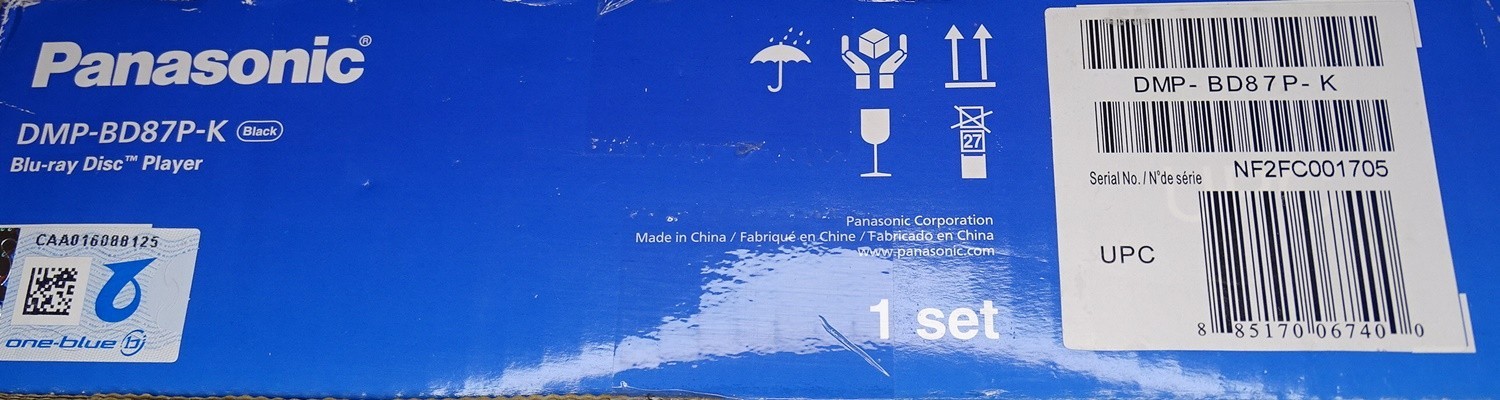 Panasonic®
DMP-BD87P-K Black
Blu-ray Disc™ Player
CAA016088125
one-blue
27
Panasonic Corporation
Made in China / Fabriqué en Chine / Fabricado en China
www.panasonic.com
1 set
DMP-BD87P-K
Serial No. / N°de série NF2FC001705
UPC
8 85170 06740 0